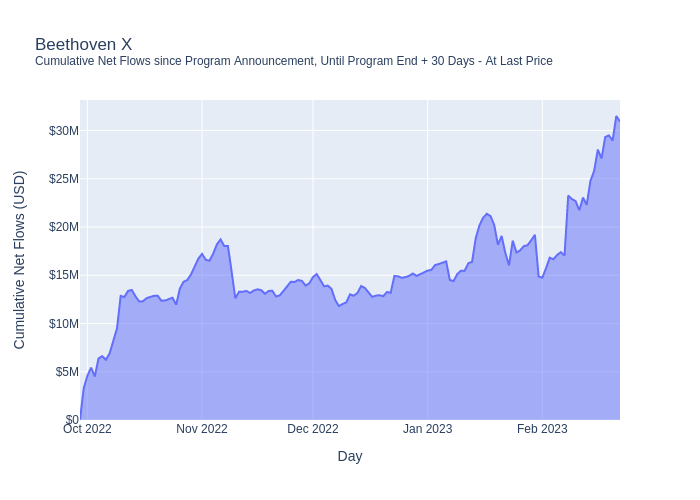 Beethoven X
Cumulative Net Flows since Program Announcement, Until Program End + 30 Days - At Last Price
Cumulative Net Flows (USD)
$30M
$25M
$20M
$15M
$10M
$5M
$0
Oct 2022
Nov 2022
Dec 2022
Jan 2023
Feb 2023
Day